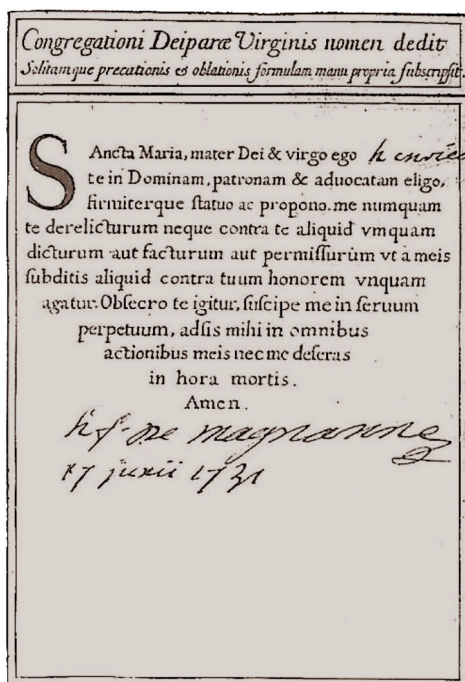 Congregationi Deiparæ Virginis nomen dedit
Solitamque precationis et oblationis formulam manu propria subscripsit.
Sancta Maria, mater Dei & virgo ego
te in Dominam, patronam & aduocatam eligo,
firmiterque statuo ac propono. me numquam
te derelicturum neque contra te aliquid vmquam
dicturum aut facturum aut permissurum vt a meis
subditis aliquid contra tuum honorem vnquam
agatur. Obsecro te igitur, suscipe me in seruum
perpetuum, adsis mihi in omnibus
actionibus meis nec me deseras
in hora mortis.
Amen.
de magnanne
17 junii 1731